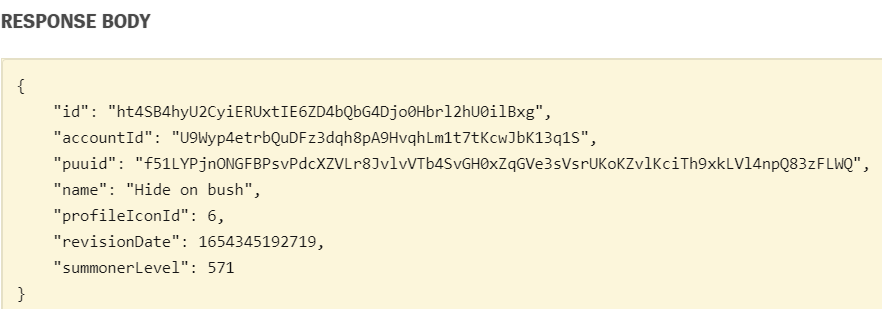 RESPONSE BODY
{
"id": "ht4SB4hyU2CyiERUxtIE6ZD4bQbG4Djo0Hbrl2hU0ilBxg",
"accountId": "U9Wyp4etrbQuDFz3dqh8pA9HvqhLm1t7tKcwJbK13q1S",
"puuid": "f51LYPjnONGFBPsvPdcXZVLr8JvlvVTb4SvGH0xZqGVe3sVsrUKoKZvlKciTh9xkLVl4npQ83zFLWQ",
"name": "Hide on bush",
"profileIconId": 6,
"revisionDate": 1654345192719,
"summonerLevel": 571
}